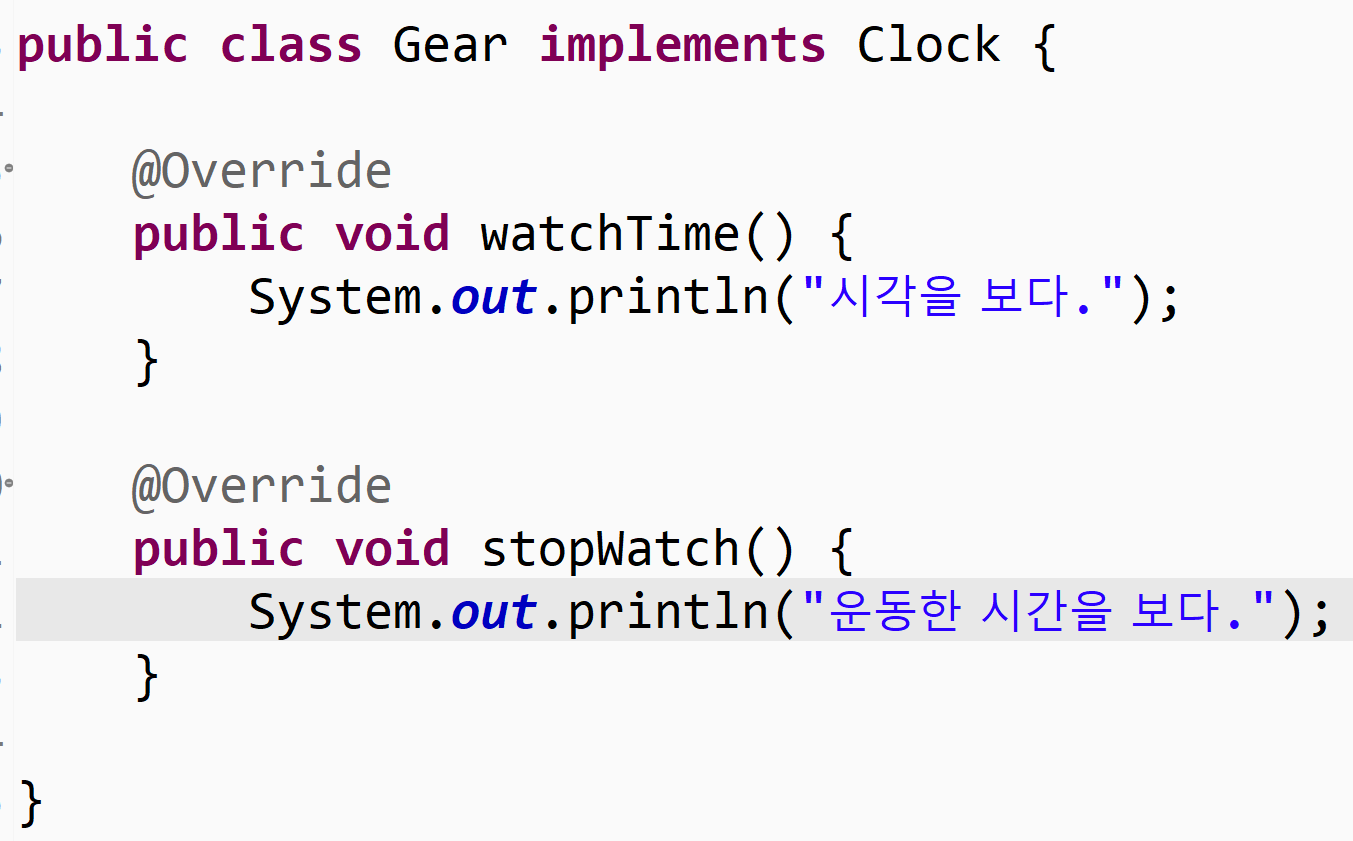 public class Gear implements Clock {
@Override
public void watchTime() {
System.out.println("시각을 보다.");
}
@Override
public void stopWatch() {
System.out.println("운동한 시간을 보다.");
}
}